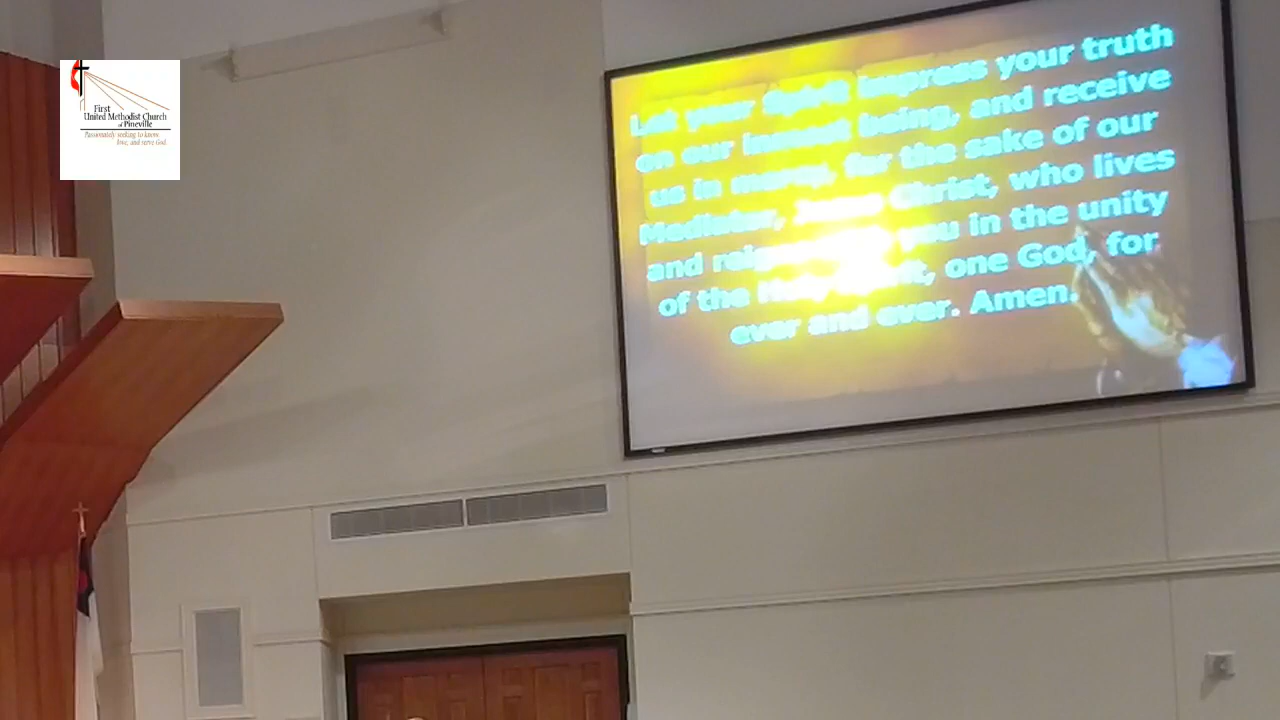 First
United Methodist Church
of Pineville
Passionately seeking to know
love, and serve God.
Let your Spirit impress your truth
on our inmost being, and receive
us in mercy, for the sake of our
Mediator, Jesus Christ, who lives
and reigns you in the unity
of the Holy Spirit, one God, for
ever and ever. Amen.